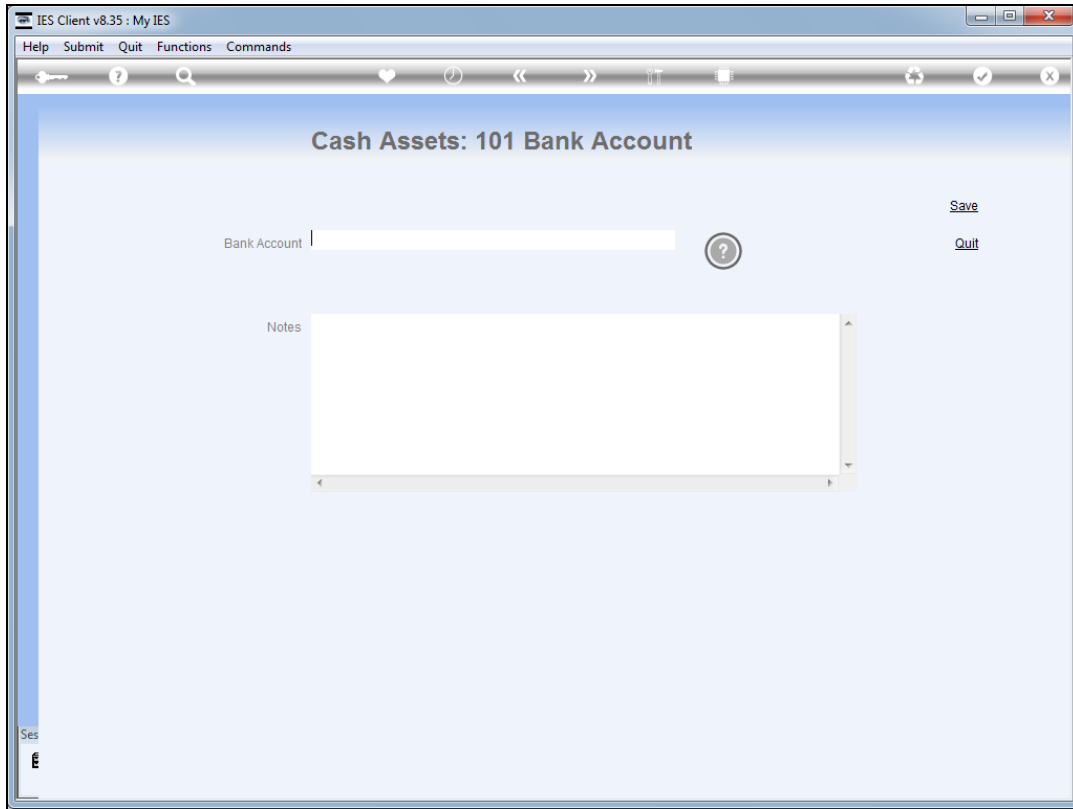 IES Client v8.35 : My IES
Help Submit Quit Functions Commands
Cash Assets: 101 Bank Account
Save
Bank Account
?
Quit
Notes
Ses